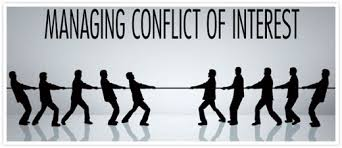 MANAGING CONFLICT OF INTEREST